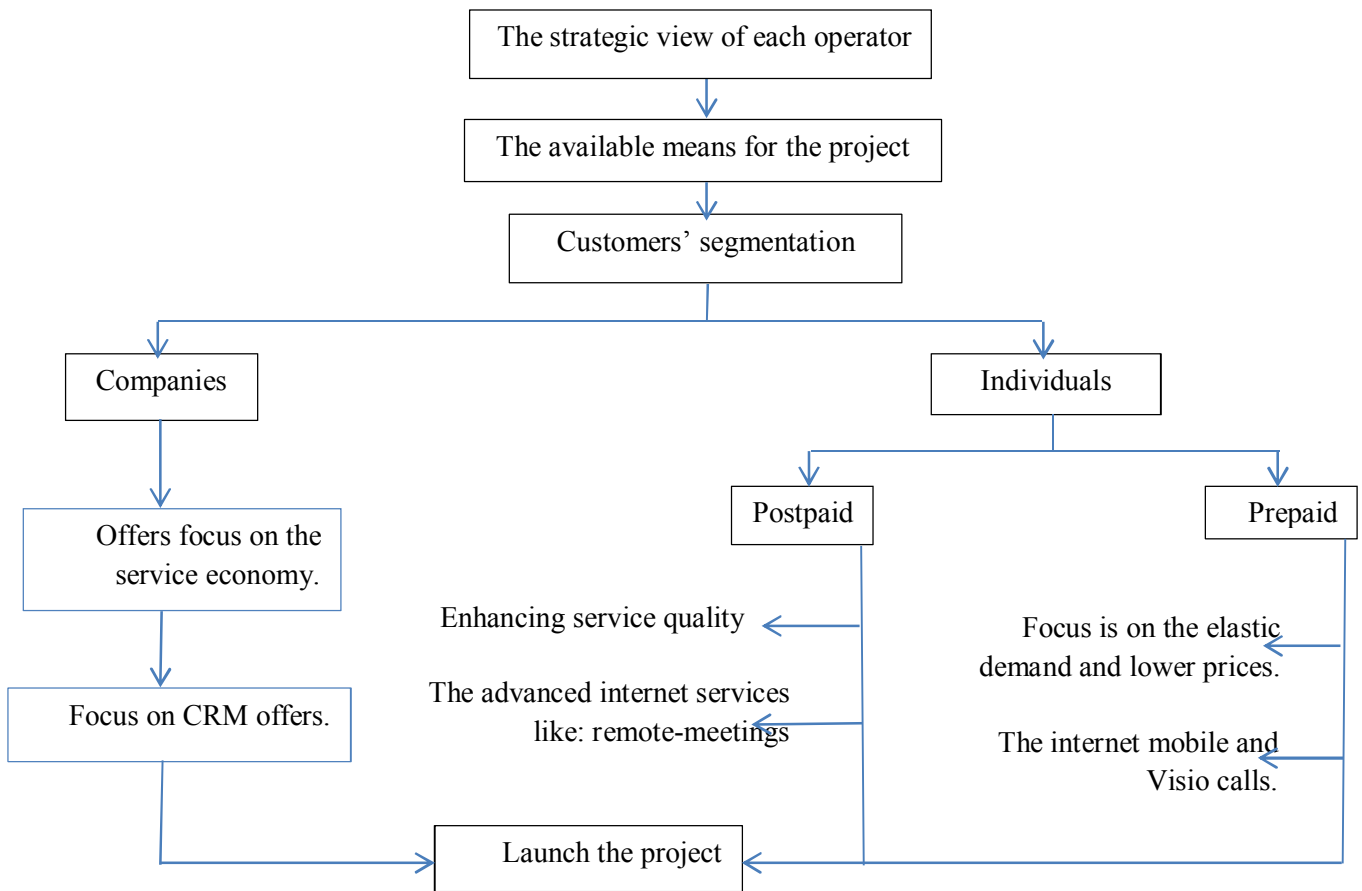 The strategic view of each operator
The available means for the project
Customers’ segmentation
Companies
Individuals
Postpaid
Prepaid
Offers focus on the
service economy.
Enhancing service quality
Focus is on the elastic
demand and lower prices.
The advanced internet services
like: remote-meetings
Focus on CRM offers.
The internet mobile and
Visio calls.
Launch the project